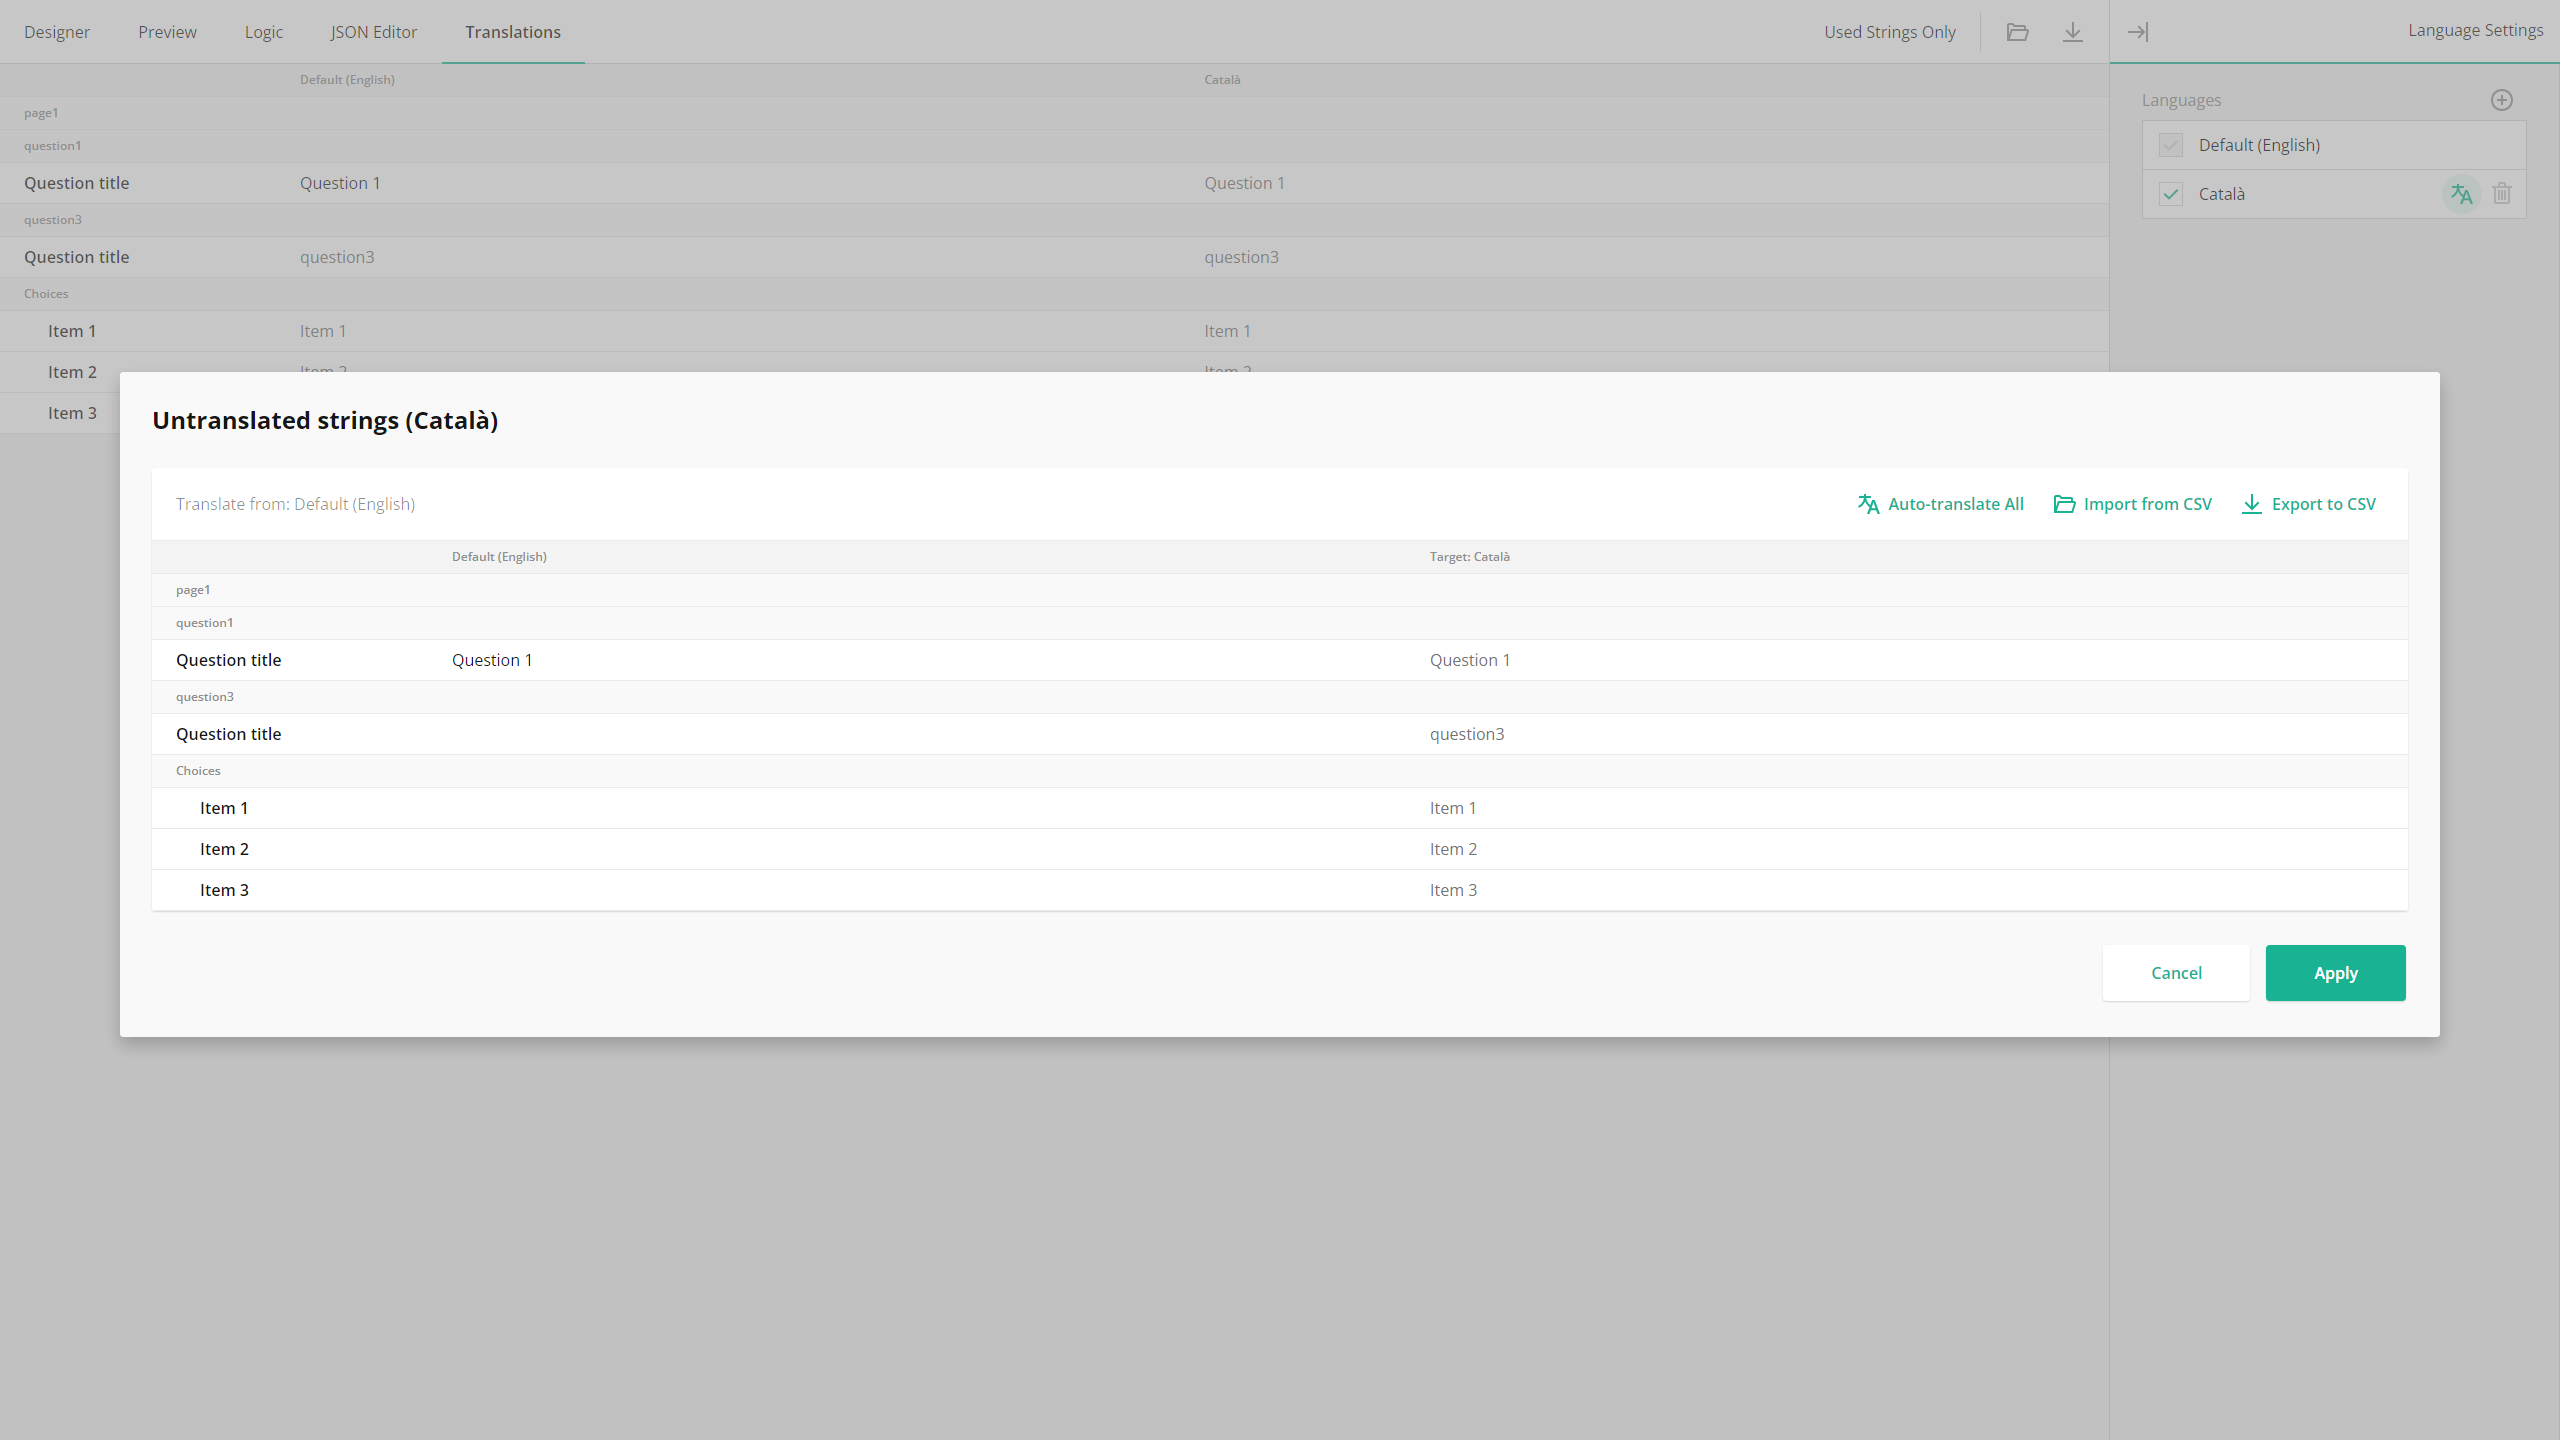 Designer Preview Logic JSON Editor Translations Used Strings Only Language Settings
Default (English) Català
page1
question1
Question title Question 1 Question 1
question3
Question title question3 question3
Choices
Item 1 Item 1 Item 1
Item 2 Item 2 Item 2
Item 3
Languages
Default (English)
Català
Untranslated strings (Català)
Translate from: Default (English) Auto-translate All Import from CSV Export to CSV
Default (English) Target: Català
page1
question1
Question title Question 1 Question 1
question3
Question title question3
Choices
Item 1 Item 1
Item 2 Item 2
Item 3 Item 3
Cancel Apply